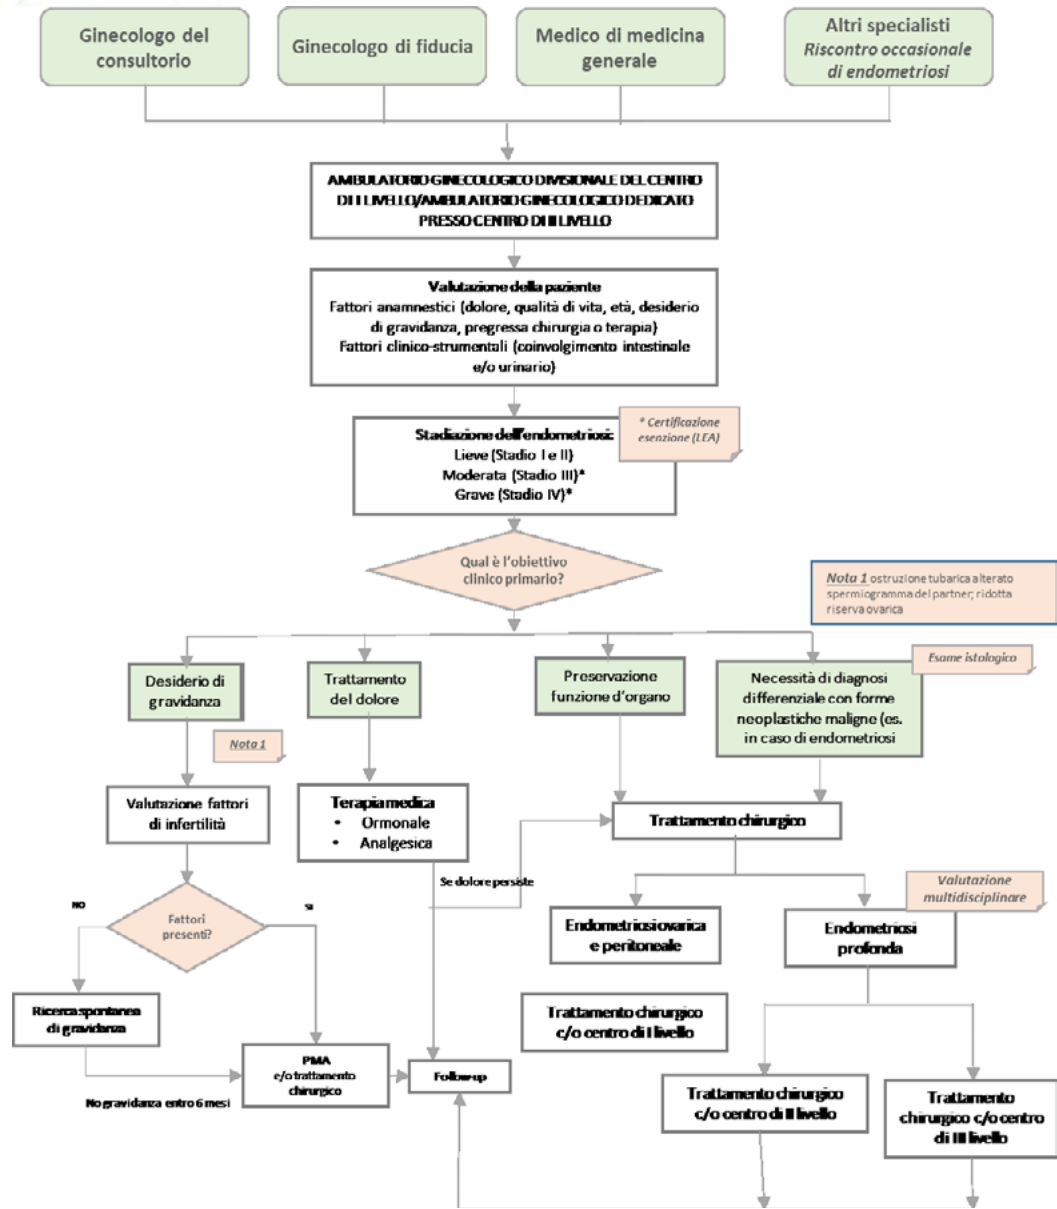 Ginecologo del
consultorio
Ginecologo di fiducia
Medico di medicina
generale
Altri specialisti
Riscontro occasionale
di endometriosi
AMBULATORIO GINECOLOGICO DIVISIONALE DEL CENTRO
DI I LIVELLO/AMBULATORIO GINECOLOGICO DEDICATO
PRESSO CENTRO DI II LIVELLO
Valutazione della paziente
Fattori anamnestici (dolore, qualità di vita, età, desiderio
di gravidanza, pregressa chirurgia o terapia)
Fattori clinico-strumentali (coinvolgimento intestinale
e/o urinario)
Stadiazione dell'endometriosi:
Lieve (Stadio I e II)
Moderata (Stadio III)*
Grave (Stadio IV)*
* Certificazione
esenzione (LEA)
Qual è l'obiettivo
clinico primario?
Nota 1 ostruzione tubarica alterato
spermiogramma del partner; ridotta
riserva ovarica
Esame istologico
Desiderio di
gravidanza
Trattamento
del dolore
Preservazione
funzione d'organo
Necessità di diagnosi
differenziale con forme
neoplastiche maligne (es.
in caso di endometriosi
Nota 1
Valutazione fattori
di infertilità
Terapia medica
• Ormonale
• Analgesica
Trattamento chirurgico
Se dolore persiste
Valutazione
multidisciplinare
NO
SI
Fattori
presenti?
Endometriosi ovarica
e peritoneale
Endometriosi
profonda
Ricerca spontanea
di gravidanza
Trattamento chirurgico
c/o centro di I livello
PMA
e/o trattamento
chirurgico
Follow up
No gravidanza entro 6 mesi
Trattamento chirurgico
c/o centro di II livello
Trattamento
chirurgico c/o centro
di III livello